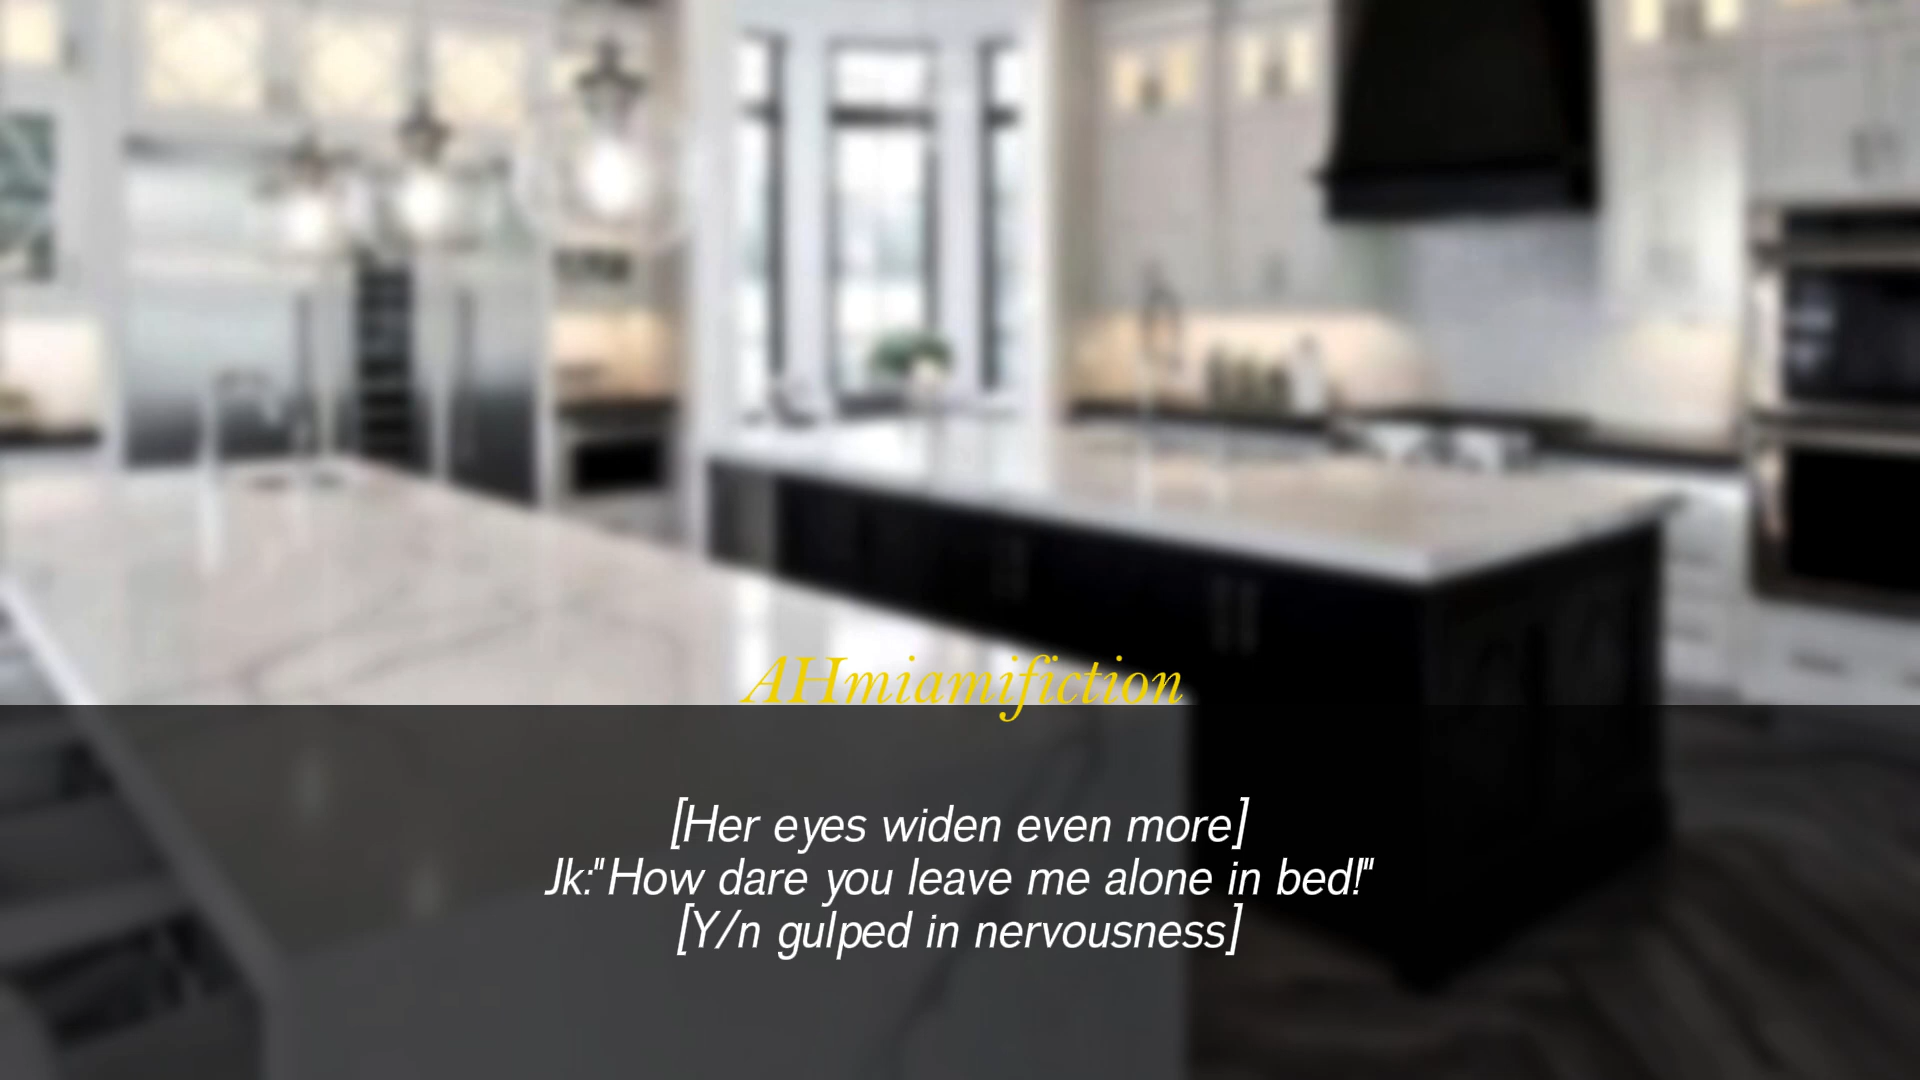 AHmiamifiction
[Her eyes widen even more]
Jk:"How dare you leave me alone in bed!"
[Y/n gulped in nervousness]